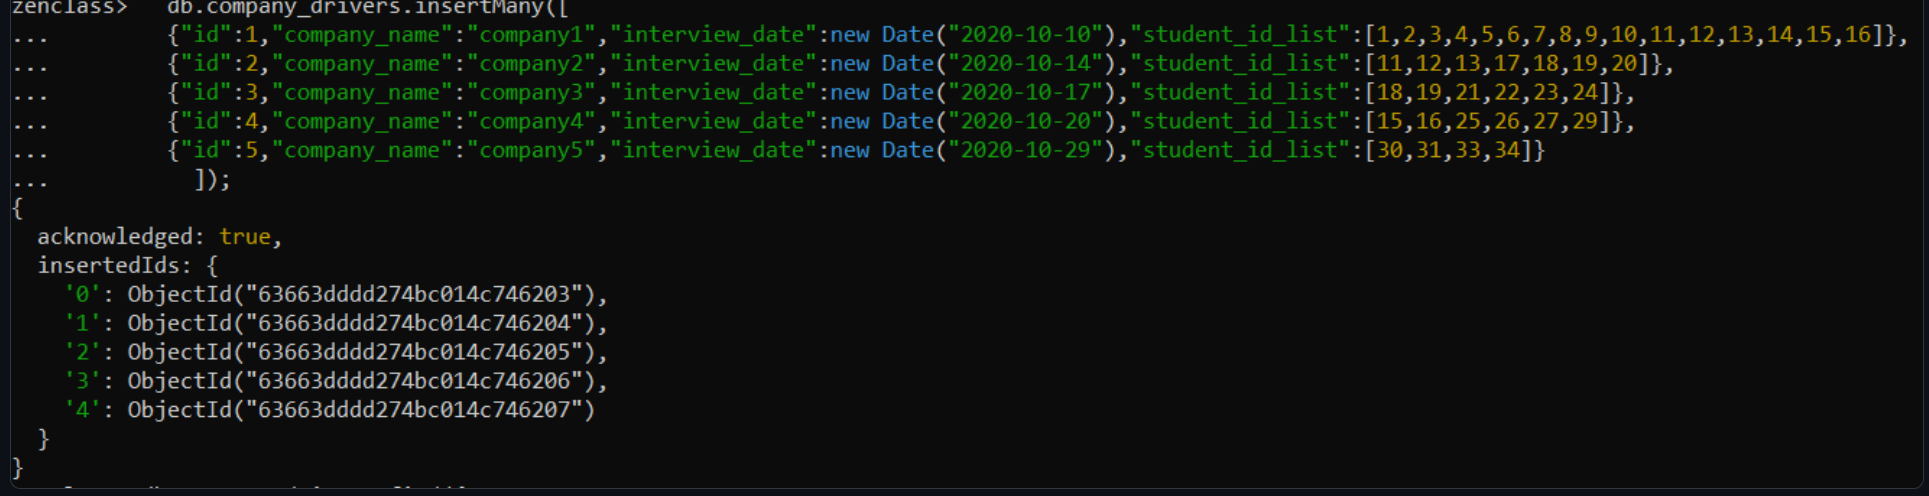 zenclass>   db.company_drivers.insertMany([
...         {"id":1,"company_name":"company1","interview_date":new Date("2020-10-10"),"student_id_list":[1,2,3,4,5,6,7,8,9,10,11,12,13,14,15,16]},
...         {"id":2,"company_name":"company2","interview_date":new Date("2020-10-14"),"student_id_list":[11,12,13,17,18,19,20]},
...         {"id":3,"company_name":"company3","interview_date":new Date("2020-10-17"),"student_id_list":[18,19,21,22,23,24]},
...         {"id":4,"company_name":"company4","interview_date":new Date("2020-10-20"),"student_id_list":[15,16,25,26,27,29]},
...         {"id":5,"company_name":"company5","interview_date":new Date("2020-10-29"),"student_id_list":[30,31,33,34]}
...           ]);
{
  acknowledged: true,
  insertedIds: {
    '0': ObjectId("63663dddd274bc014c746203"),
    '1': ObjectId("63663dddd274bc014c746204"),
    '2': ObjectId("63663dddd274bc014c746205"),
    '3': ObjectId("63663dddd274bc014c746206"),
    '4': ObjectId("63663dddd274bc014c746207")
  }
}